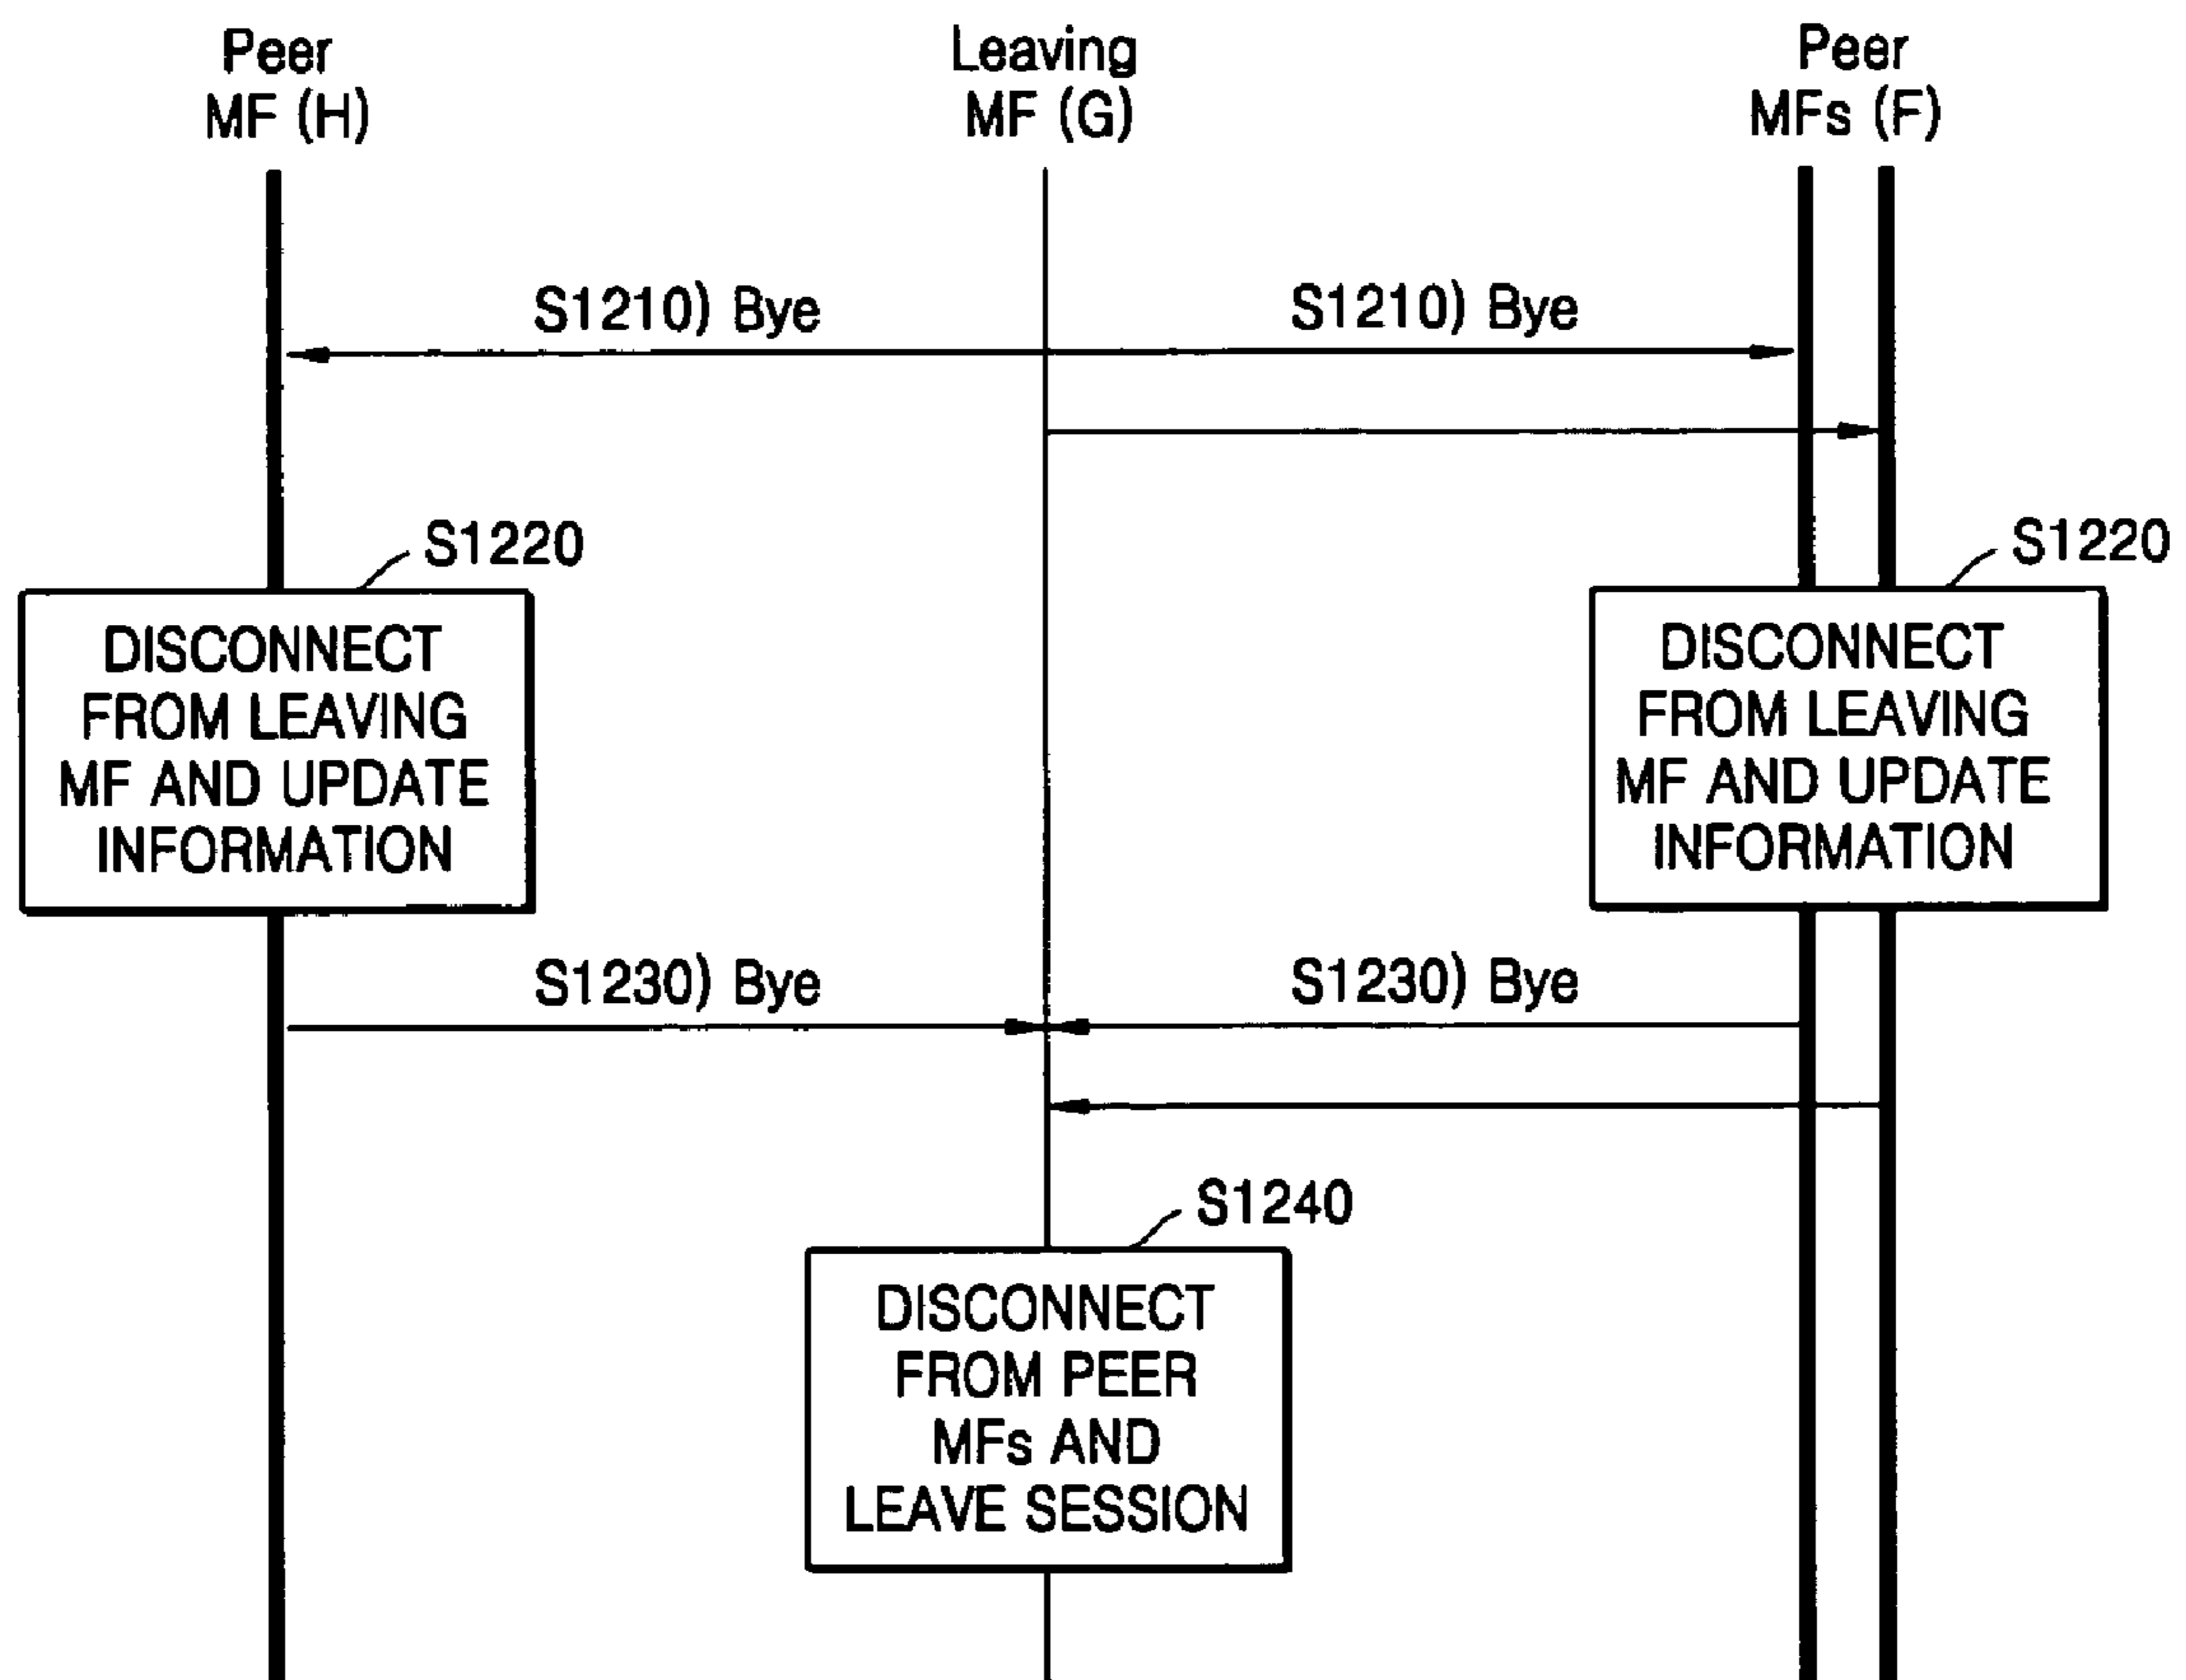 Peer
MF (H)
Leaving
MF (G)
Peer
MFs (F)
S1210) Bye
S1210) Bye
S1220
S1220
DISCONNECT
FROM LEAVING
MF AND UPDATE
INFORMATION
DISCONNECT
FROM LEAVING
MF AND UPDATE
INFORMATION
S1230) Bye
S1230) Bye
S1240
DISCONNECT
FROM PEER
MFs AND
LEAVE SESSION